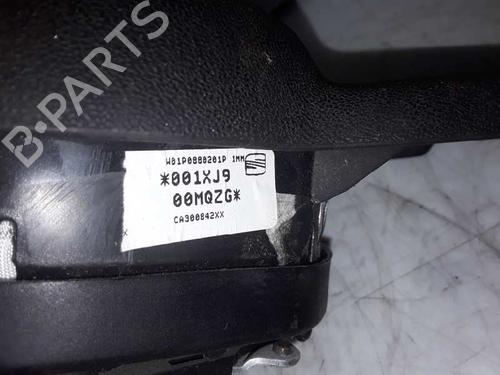 B-PARTS
W01P0880201P 1MM
*001XJ9
00MQZG*
CA300842XX